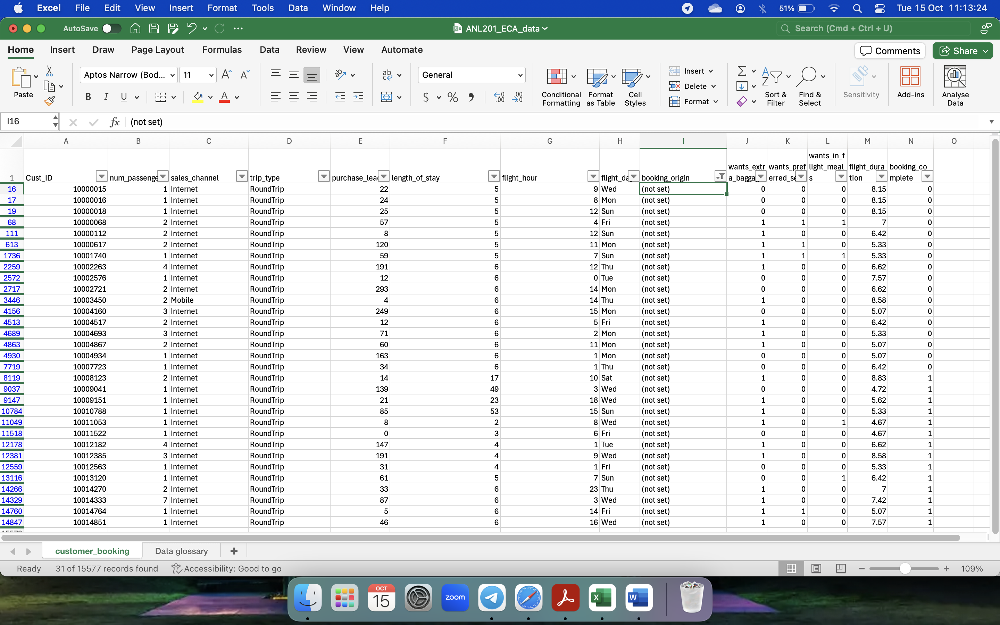 Excel File Edit View Insert Format Tools Data Window Help 51% Tue 15 Oct 11:13:24
AutoSave ANL201_ECA_data Search (Cmd + Ctrl + U)
Home Insert Draw Page Layout Formulas Data Review View Automate Comments Share
Paste Aptos Narrow (Bod... 11 General Conditional Formatting Format as Table Cell Styles Insert Delete Format Sort & Filter Find & Select Sensitivity Add-ins Analyse Data
I16 fx (not set)
A B C D E F G H I J K L M N O
1 Cust_ID num_passenge sales_channel trip_type purchase_lead length_of_stay flight_hour flight_da booking_origin wants_extra_bagga wants_preferred_se wants_in_flight_meals flight_duration booking_complete
16 10000015 1 Internet RoundTrip 22 5 9 Wed (not set) 0 0 0 8.15 0
17 10000016 1 Internet RoundTrip 24 5 8 Mon (not set) 0 0 0 8.15 0
19 10000018 1 Internet RoundTrip 25 5 12 Sun (not set) 0 0 0 8.15 0
68 10000068 2 Internet RoundTrip 57 5 4 Fri (not set) 1 1 1 7 0
111 10000112 2 Internet RoundTrip 8 5 12 Sun (not set) 1 0 0 6.42 0
613 10000617 2 Internet RoundTrip 120 5 11 Mon (not set) 1 1 0 5.33 0
1736 10001740 1 Internet RoundTrip 59 5 7 Sun (not set) 1 1 1 5.33 0
2259 10002263 4 Internet RoundTrip 191 6 12 Thu (not set) 1 0 0 6.62 0
2572 10002576 1 Internet RoundTrip 12 6 0 Tue (not set) 0 0 0 7.57 0
2717 10002721 2 Internet RoundTrip 293 6 14 Mon (not set) 0 0 0 6.62 0
3446 10003450 2 Mobile RoundTrip 4 6 14 Thu (not set) 1 0 0 8.58 0
4156 10004160 3 Internet RoundTrip 249 6 15 Mon (not set) 0 0 0 5.07 0
4513 10004517 2 Internet RoundTrip 12 6 5 Fri (not set) 1 0 0 6.42 0
4689 10004693 3 Internet RoundTrip 71 6 2 Mon (not set) 1 0 0 5.33 0
4863 10004867 2 Internet RoundTrip 60 6 11 Mon (not set) 1 0 0 5.07 0
4930 10004934 1 Internet RoundTrip 163 6 1 Mon (not set) 0 0 0 5.07 0
7719 10007723 1 Internet RoundTrip 34 6 1 Thu (not set) 0 0 0 6.42 0
8119 10008123 2 Internet RoundTrip 14 17 10 Sat (not set) 1 0 0 8.83 1
9037 10009041 1 Internet RoundTrip 139 49 3 Wed (not set) 0 0 0 4.72 1
9147 10009151 1 Internet RoundTrip 21 23 18 Wed (not set) 1 0 0 5.62 1
10784 10010788 1 Internet RoundTrip 85 53 15 Sun (not set) 1 0 0 5.33 1
11049 10011053 1 Internet RoundTrip 8 2 8 Wed (not set) 1 0 1 4.67 1
11518 10011522 1 Internet RoundTrip 0 3 6 Fri (not set) 0 0 0 4.67 1
12178 10012182 4 Internet RoundTrip 147 4 1 Tue (not set) 1 0 0 6.62 1
12381 10012385 3 Internet RoundTrip 191 4 9 Wed (not set) 1 0 0 8.58 1
12559 10012563 1 Internet RoundTrip 31 4 1 Fri (not set) 0 0 0 5.33 1
13116 10013120 1 Internet RoundTrip 61 5 7 Sun (not set) 0 0 1 6.42 1
14266 10014270 2 Internet RoundTrip 33 6 23 Thu (not set) 1 0 0 7 1
14329 10014333 7 Internet RoundTrip 87 6 3 Wed (not set) 1 0 0 7.42 1
14760 10014764 1 Internet RoundTrip 5 6 14 Fri (not set) 1 1 0 5.07 1
14847 10014851 1 Internet RoundTrip 46 6 16 Wed (not set) 1 0 0 7.57 1
customer_booking Data glossary
Ready 31 of 15577 records found Accessibility: Good to go 109%
OCT
15
zoom